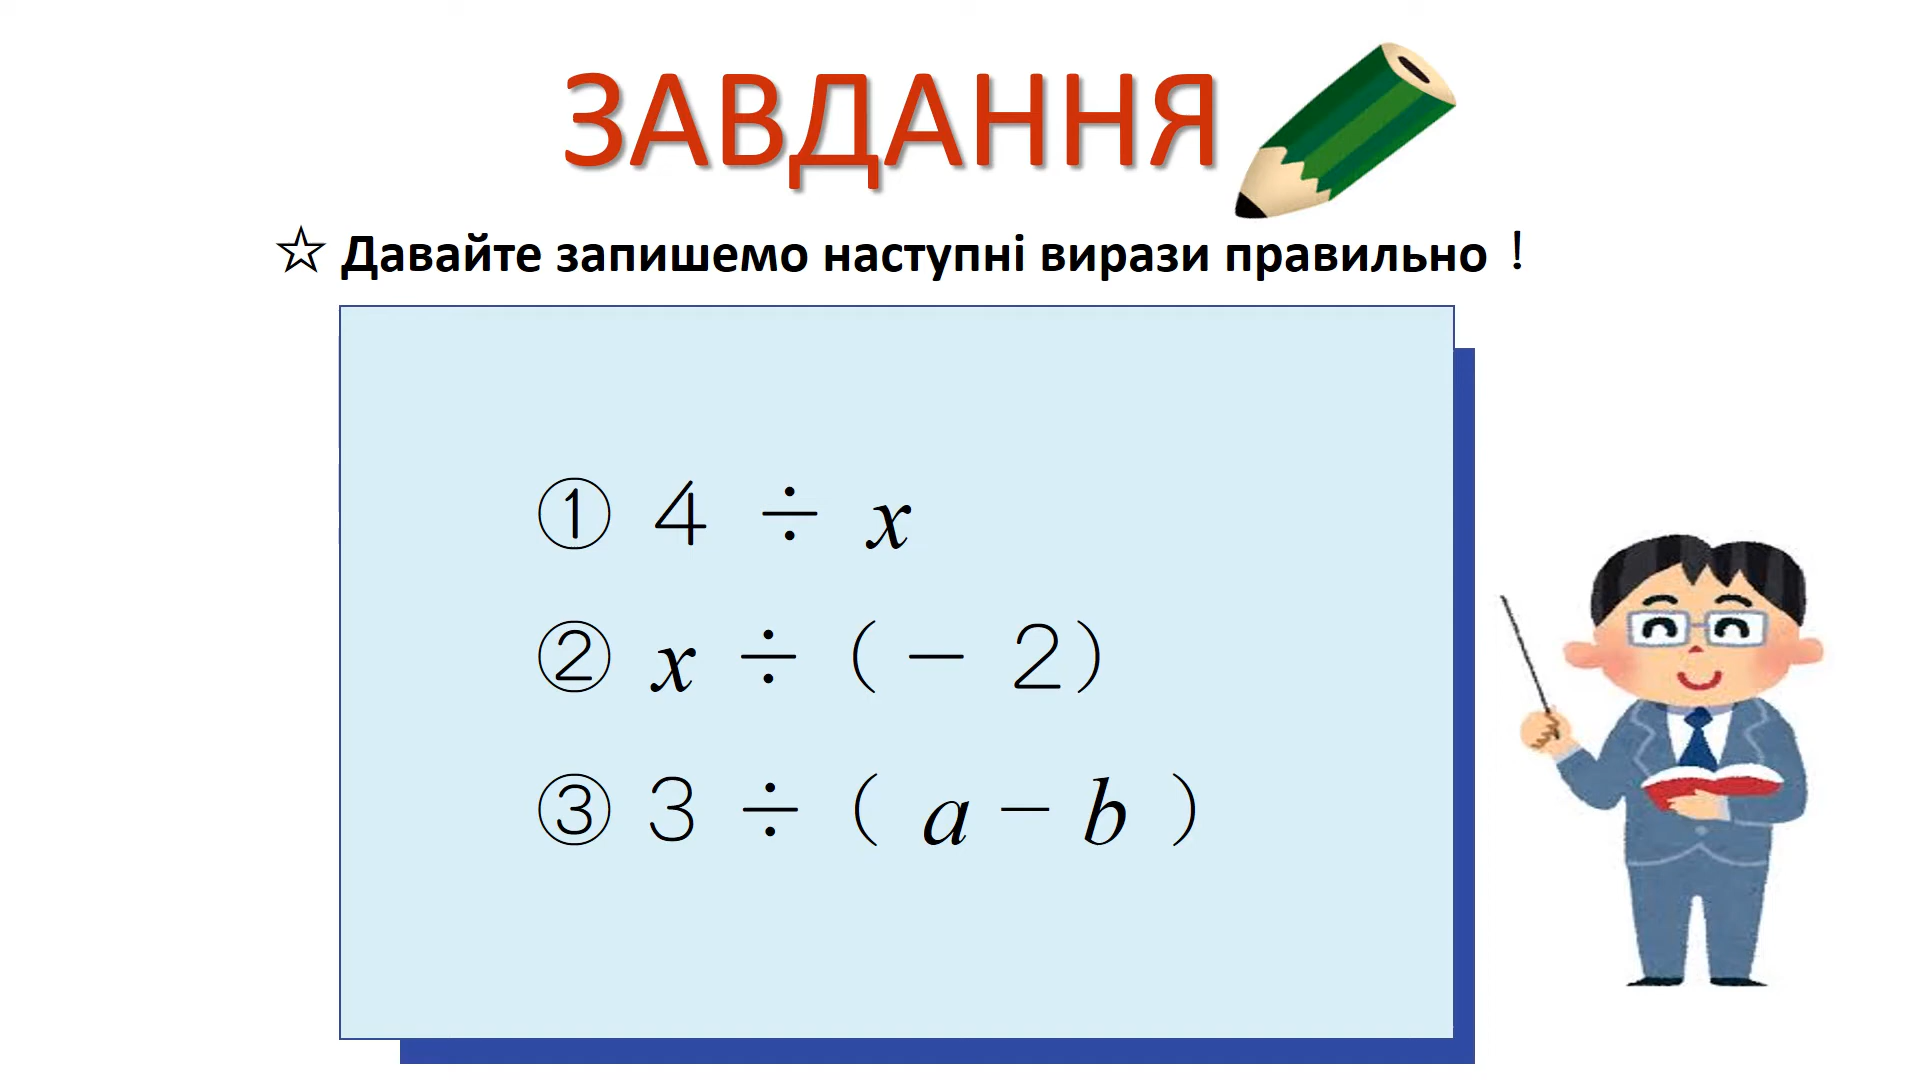 ЗАВДАННЯ
☆ Давайте запишемо наступні вирази правильно !
① 4 ÷ x
② x ÷ ( − 2)
③ 3 ÷ ( a − b )